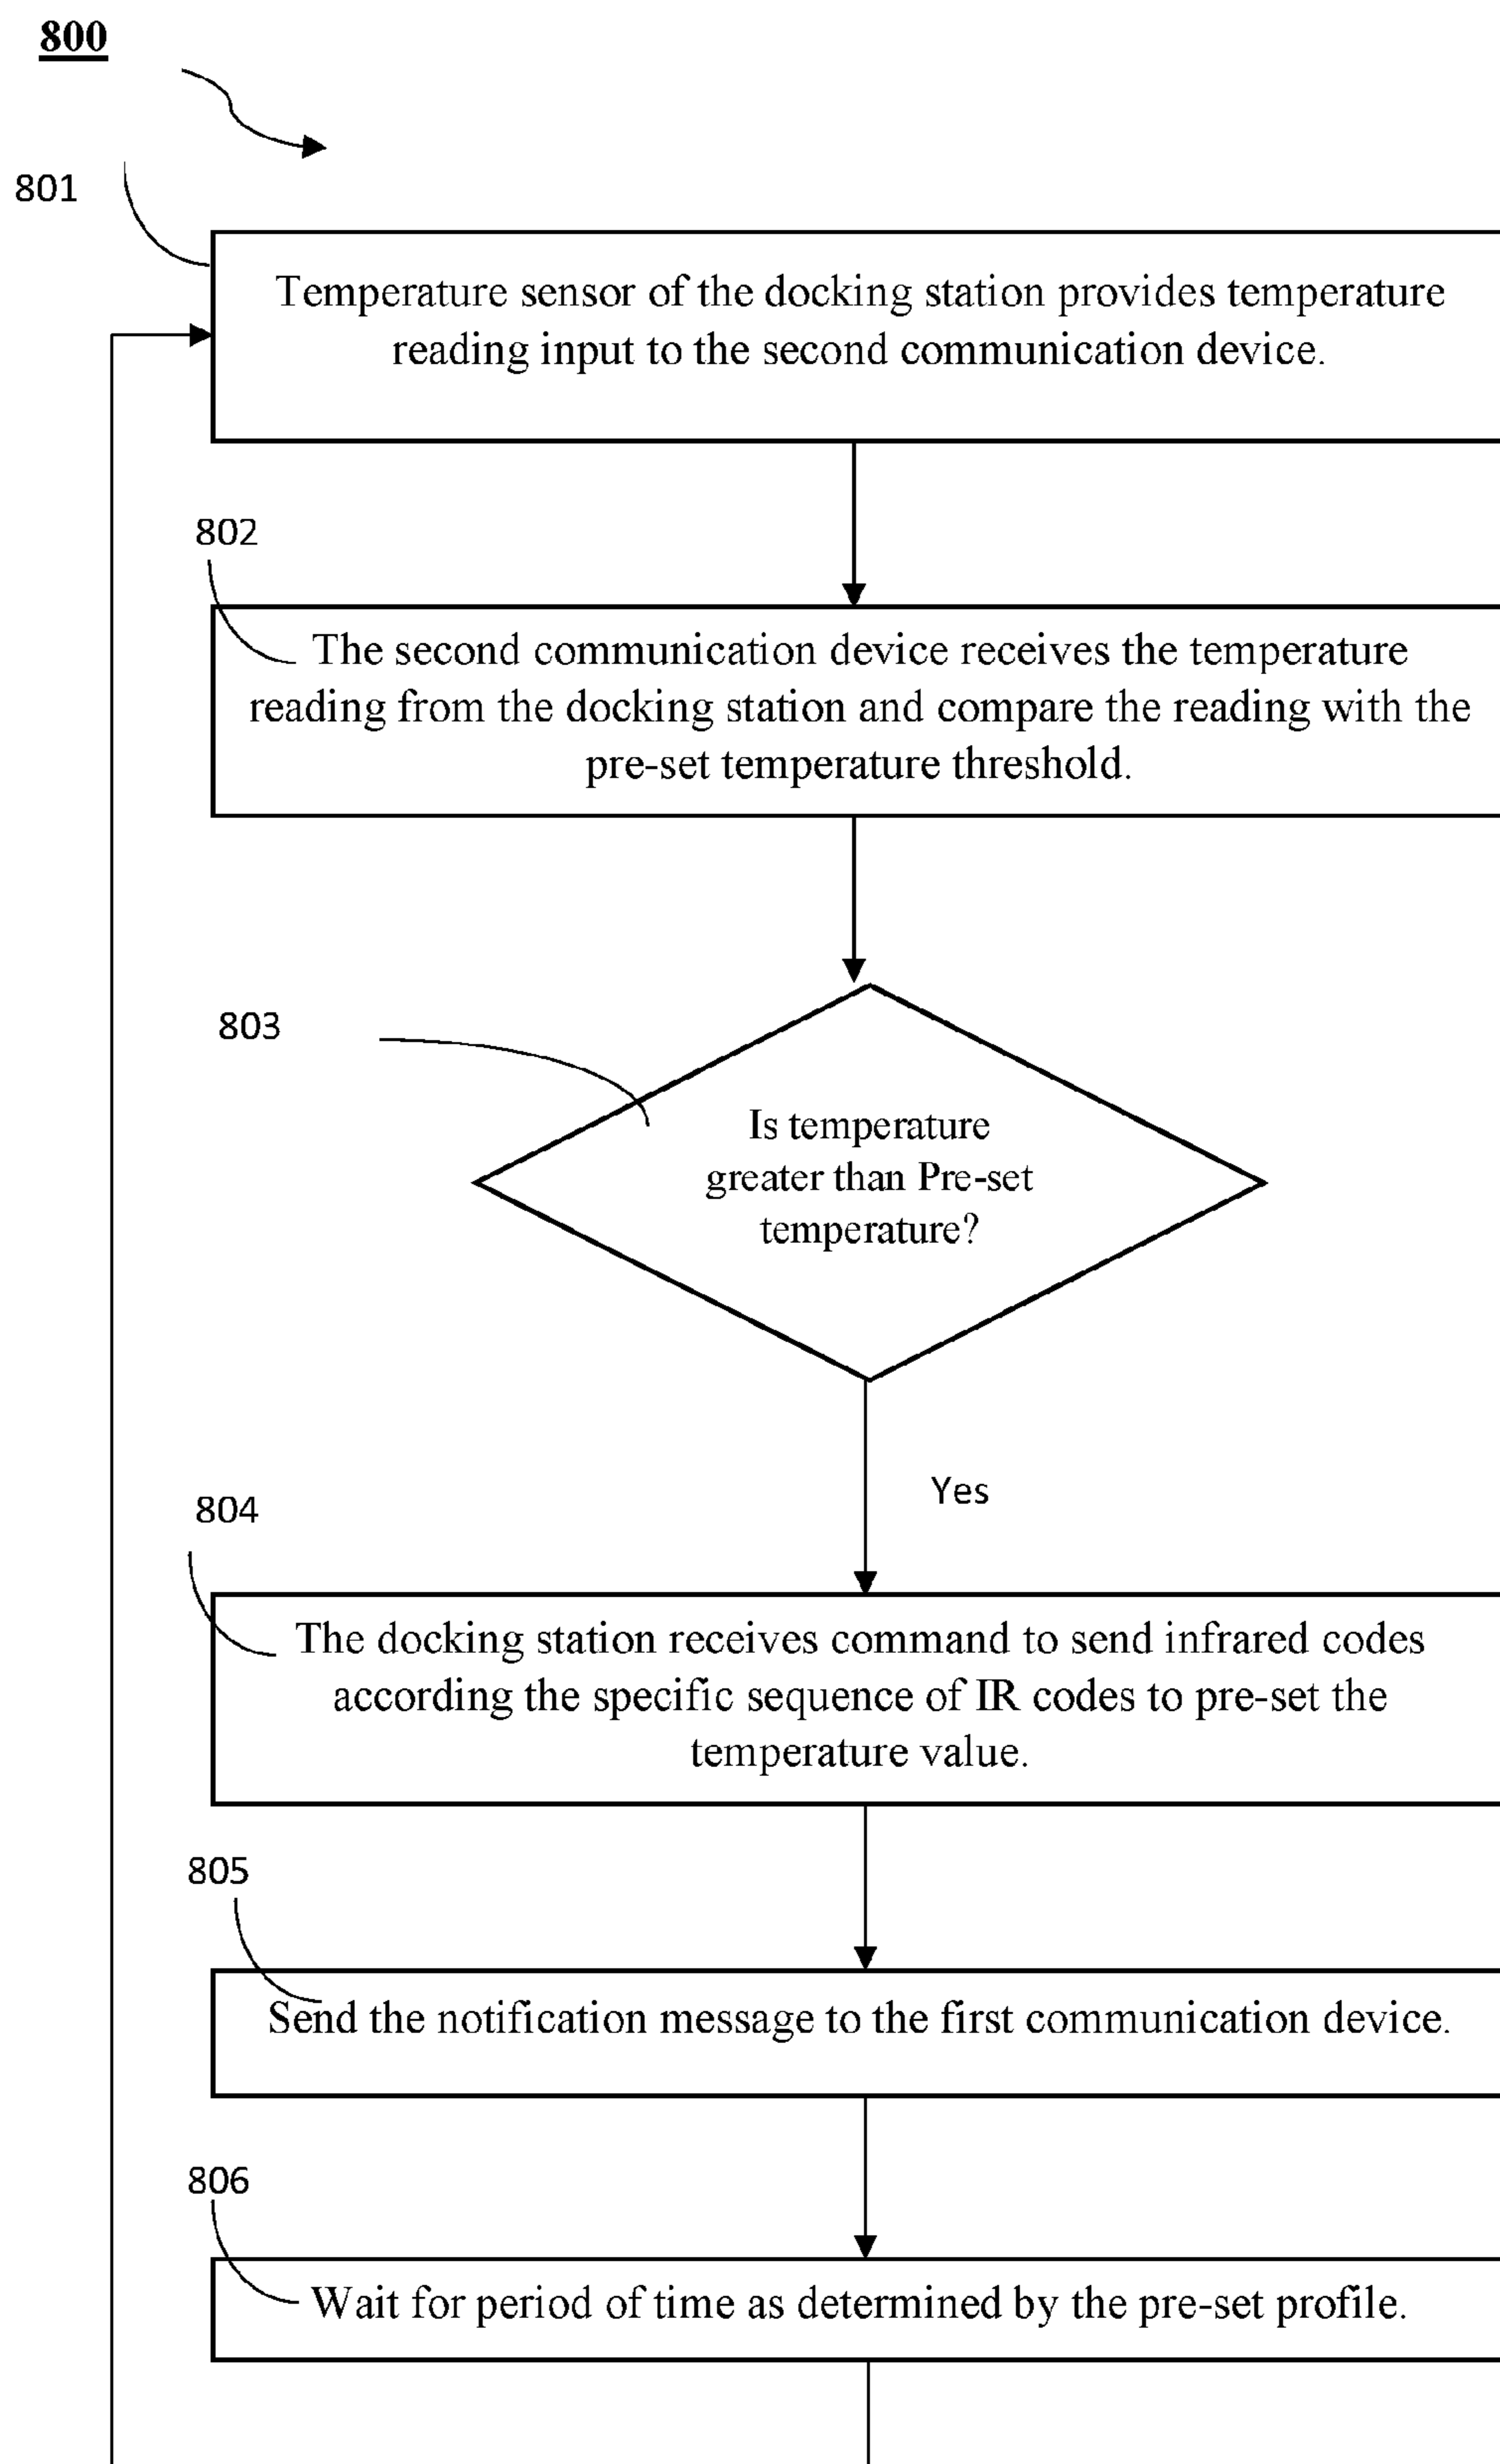 800
801
Temperature sensor of the docking station provides temperature
reading input to the second communication device.
802
The second communication device receives the temperature
reading from the docking station and compare the reading with the
pre-set temperature threshold.
803
Is temperature
greater than Pre-set
temperature?
Yes
804
The docking station receives command to send infrared codes
according the specific sequence of IR codes to pre-set the
temperature value.
805
Send the notification message to the first communication device.
806
Wait for period of time as determined by the pre-set profile.